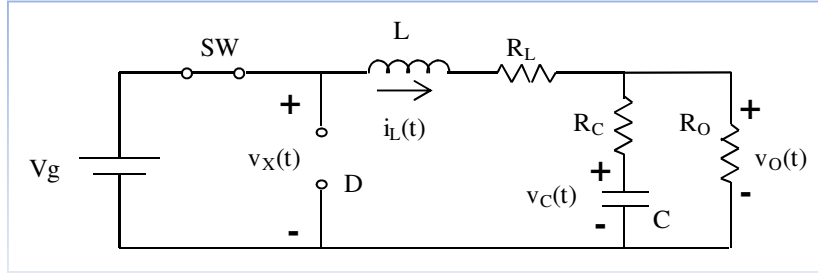 SW
L
R_L
+
i_L(t)
R_C
R_O
+
Vg
v_X(t)
D
+
v_C(t)
v_O(t)
-
-
C
-